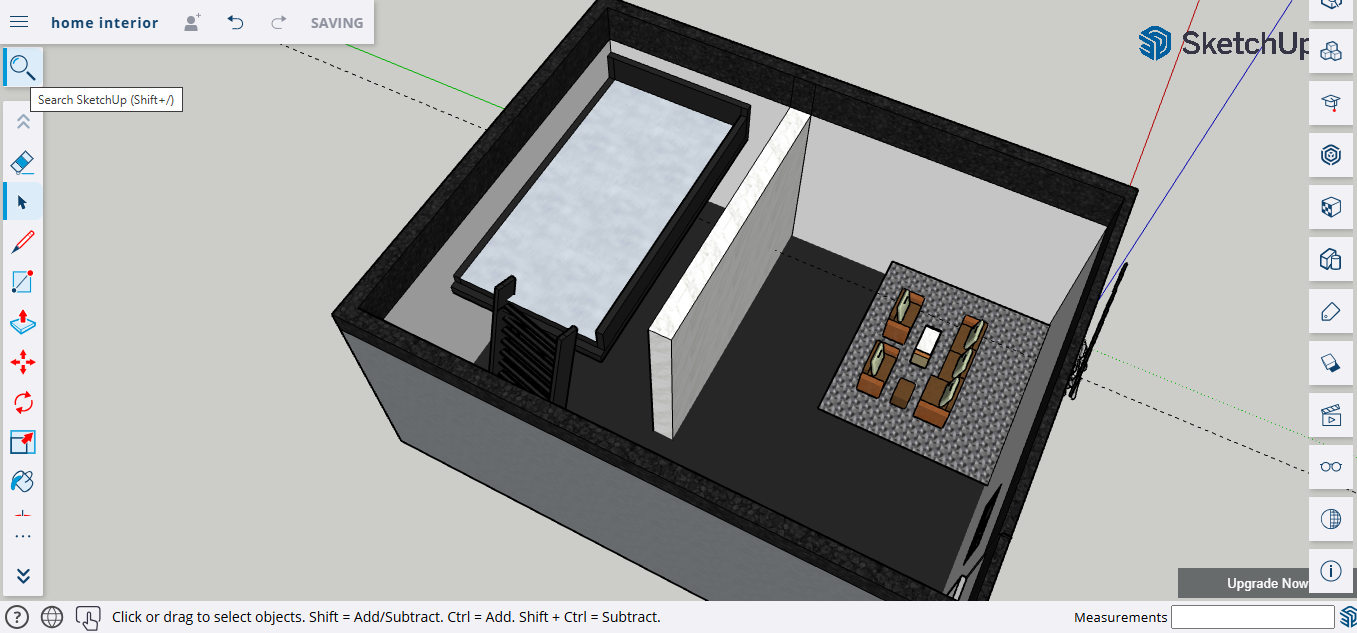 home interior
SAVING
SketchUp
Search SketchUp (Shift+/)
Upgrade Now
Click or drag to select objects. Shift = Add/Subtract. Ctrl = Add. Shift + Ctrl = Subtract.
Measurements